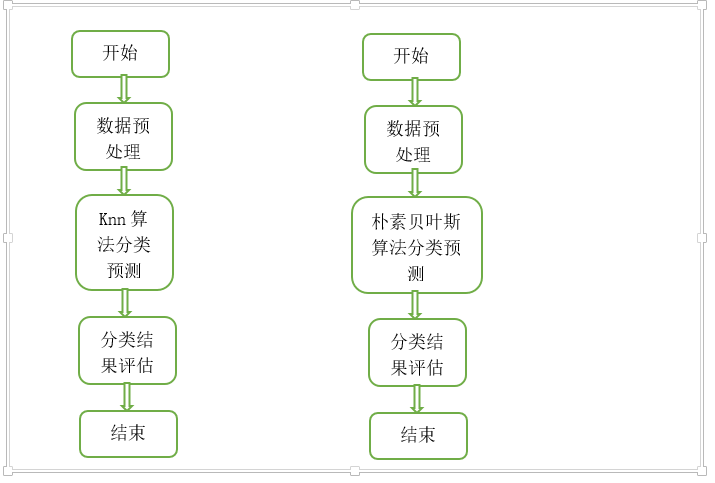 开始
数据预
处理
Knn 算
法分类
预测
分类结
果评估
结束
开始
数据预
处理
朴素贝叶斯
算法分类预
测
分类结
果评估
结束